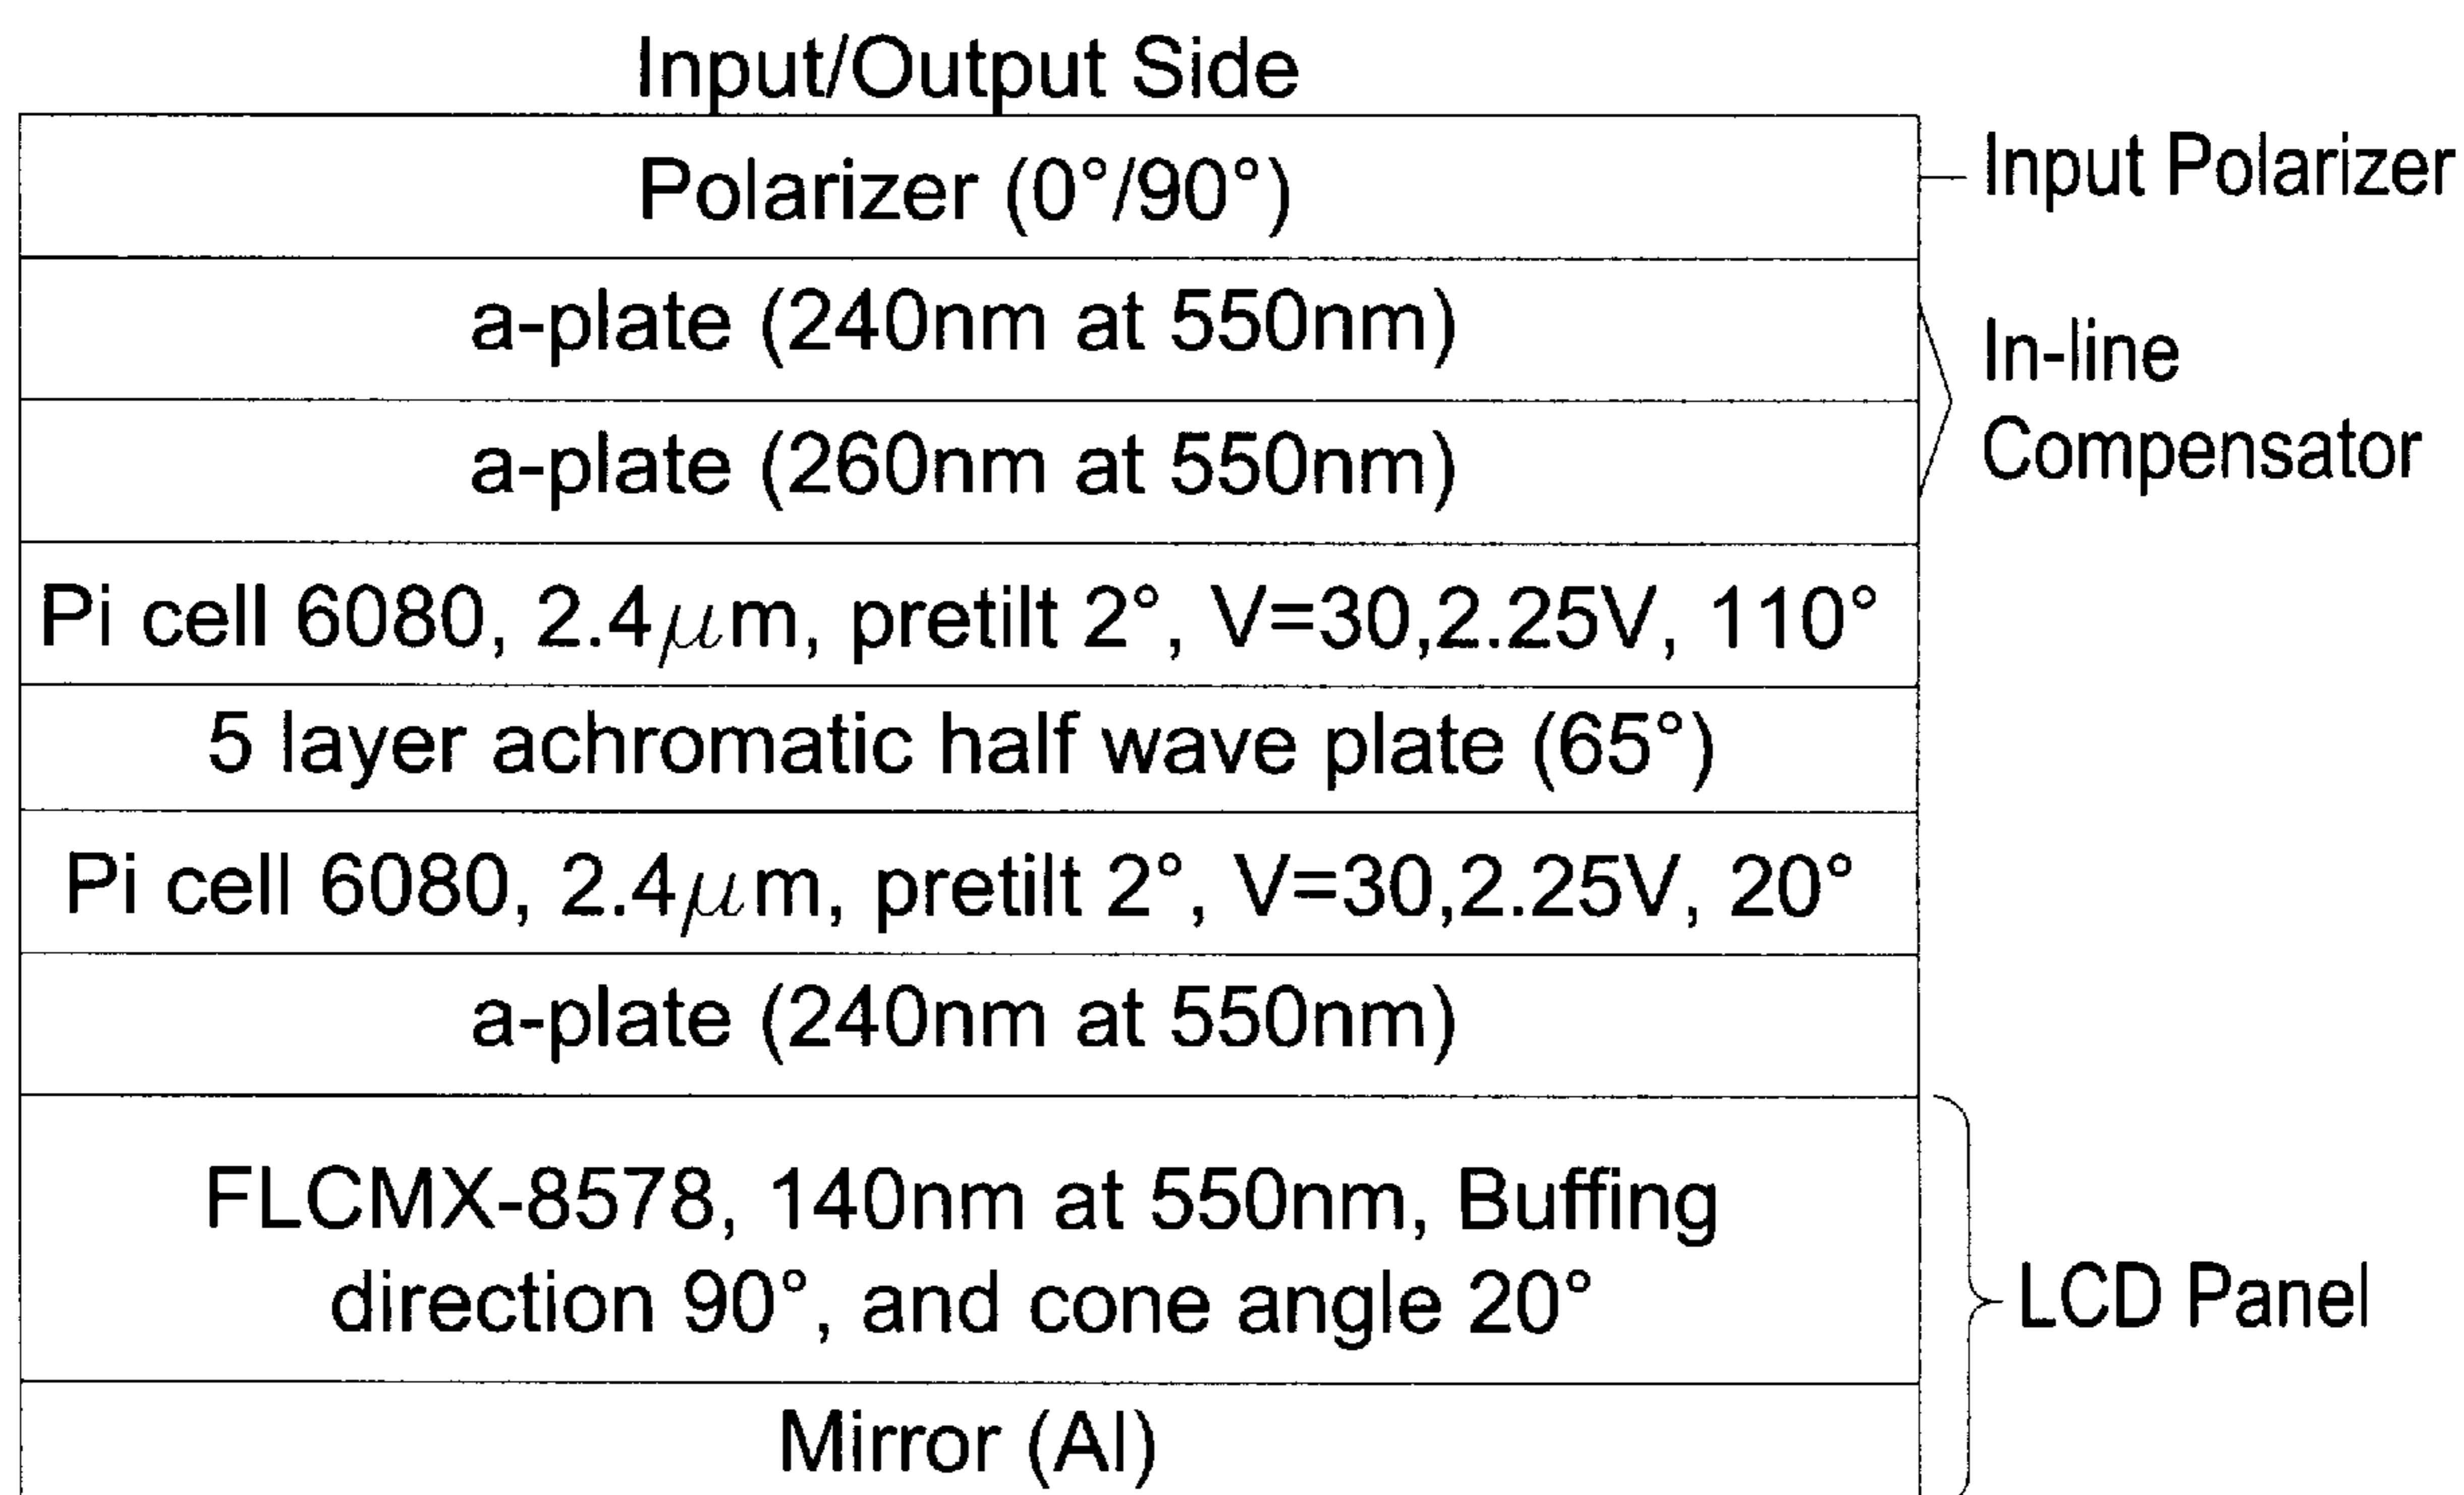 Input/Output Side
Polarizer (0°/90°)
Input Polarizer
a-plate (240nm at 550nm)
In-line
Compensator
a-plate (260nm at 550nm)
Pi cell 6080, 2.4μm, pretilt 2°, V=30,2.25V, 110°
5 layer achromatic half wave plate (65°)
Pi cell 6080, 2.4μm, pretilt 2°, V=30,2.25V, 20°
a-plate (240nm at 550nm)
FLCMX-8578, 140nm at 550nm, Buffing
direction 90°, and cone angle 20°
LCD Panel
Mirror (Al)